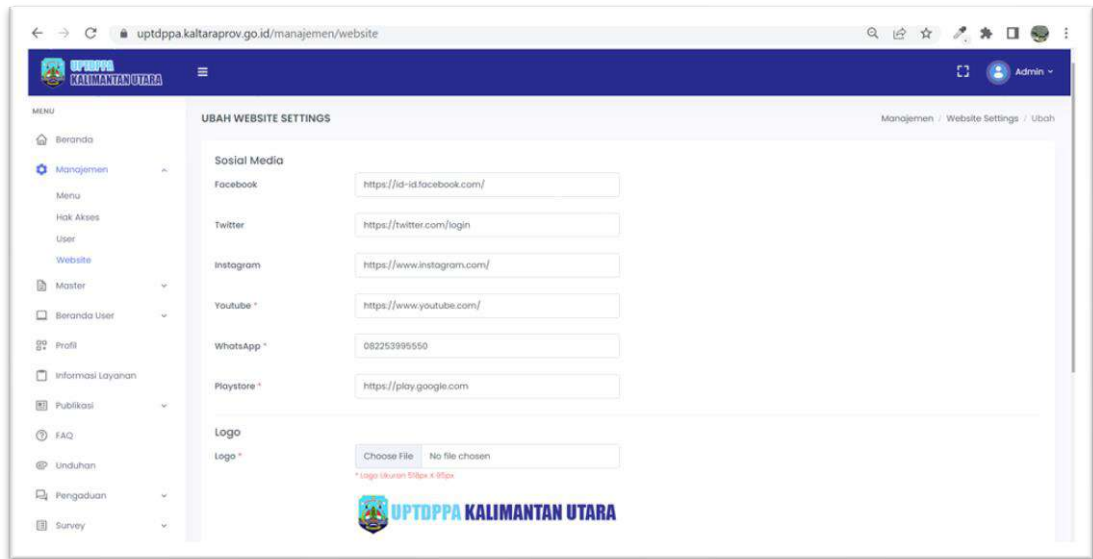 uptdppa.kaltaraprov.go.id/manajemen/website
UPTDPPA
KALIMANTAN UTARA
Admin
MENU
Beranda
Manajemen
Menu
Hak Akses
User
Website
Master
Beranda User
Profil
Informasi Layanan
Publikasi
FAQ
Unduhan
Pengaduan
Survey
UBAH WEBSITE SETTINGS
Manajemen / Website Settings / Ubah
Sosial Media
Facebook https://id-id.facebook.com/
Twitter https://twitter.com/login
Instagram https://www.instagram.com/
Youtube * https://www.youtube.com/
WhatsApp * 082253995550
Playstore * https://play.google.com
Logo
Logo * Choose File No file chosen
* Logo Ukuran 518px X 95px
UPTDPPA KALIMANTAN UTARA